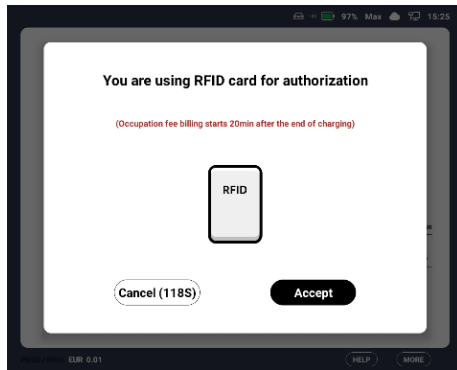 97% Max 15:25
You are using RFID card for authorization
(Occupation fee billing starts 20min after the end of charging)
RFID
Cancel (118S)
Accept
EUR 0.01
HELP
MORE